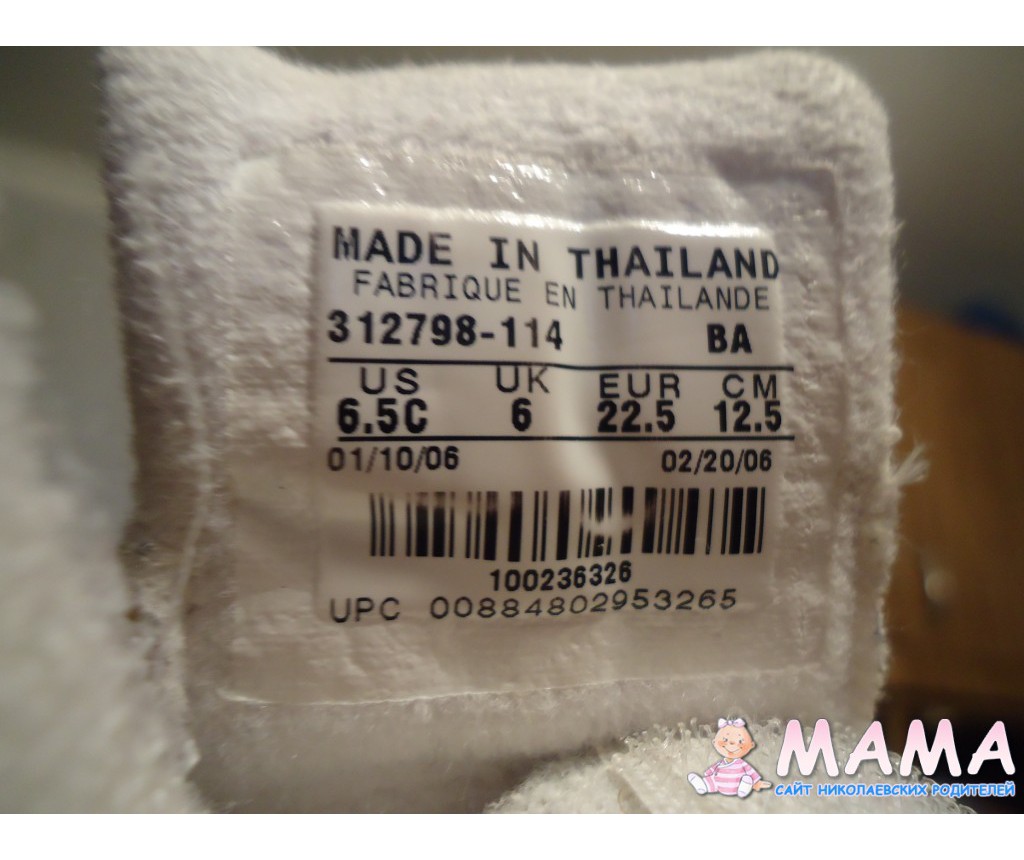 MADE IN THAILAND
FABRIQUE EN THAILANDE
312798-114 BA
US UK EUR CM
6.5C 6 22.5 12.5
01/10/06 02/20/06
100236326
UPC 00884802953265
МАМА
САЙТ НИКОЛАЕВСКИХ РОДИТЕЛЕЙ